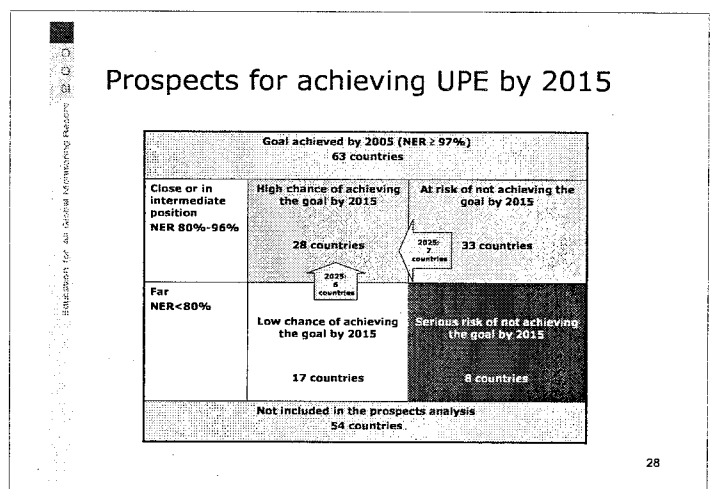 Education for All Global Monitoring Report
2008
Prospects for achieving UPE by 2015
Goal achieved by 2005 (NER ≥ 97%)
63 countries
Close or in
intermediate
position
NER 80%-96%
High chance of achieving
the goal by 2015
28 countries
At risk of not achieving the
goal by 2015
33 countries
2025:
7
countries
2025:
6
countries
Far
NER<80%
Low chance of achieving
the goal by 2015
17 countries
Serious risk of not achieving
the goal by 2015
8 countries
Not included in the prospects analysis
54 countries
28